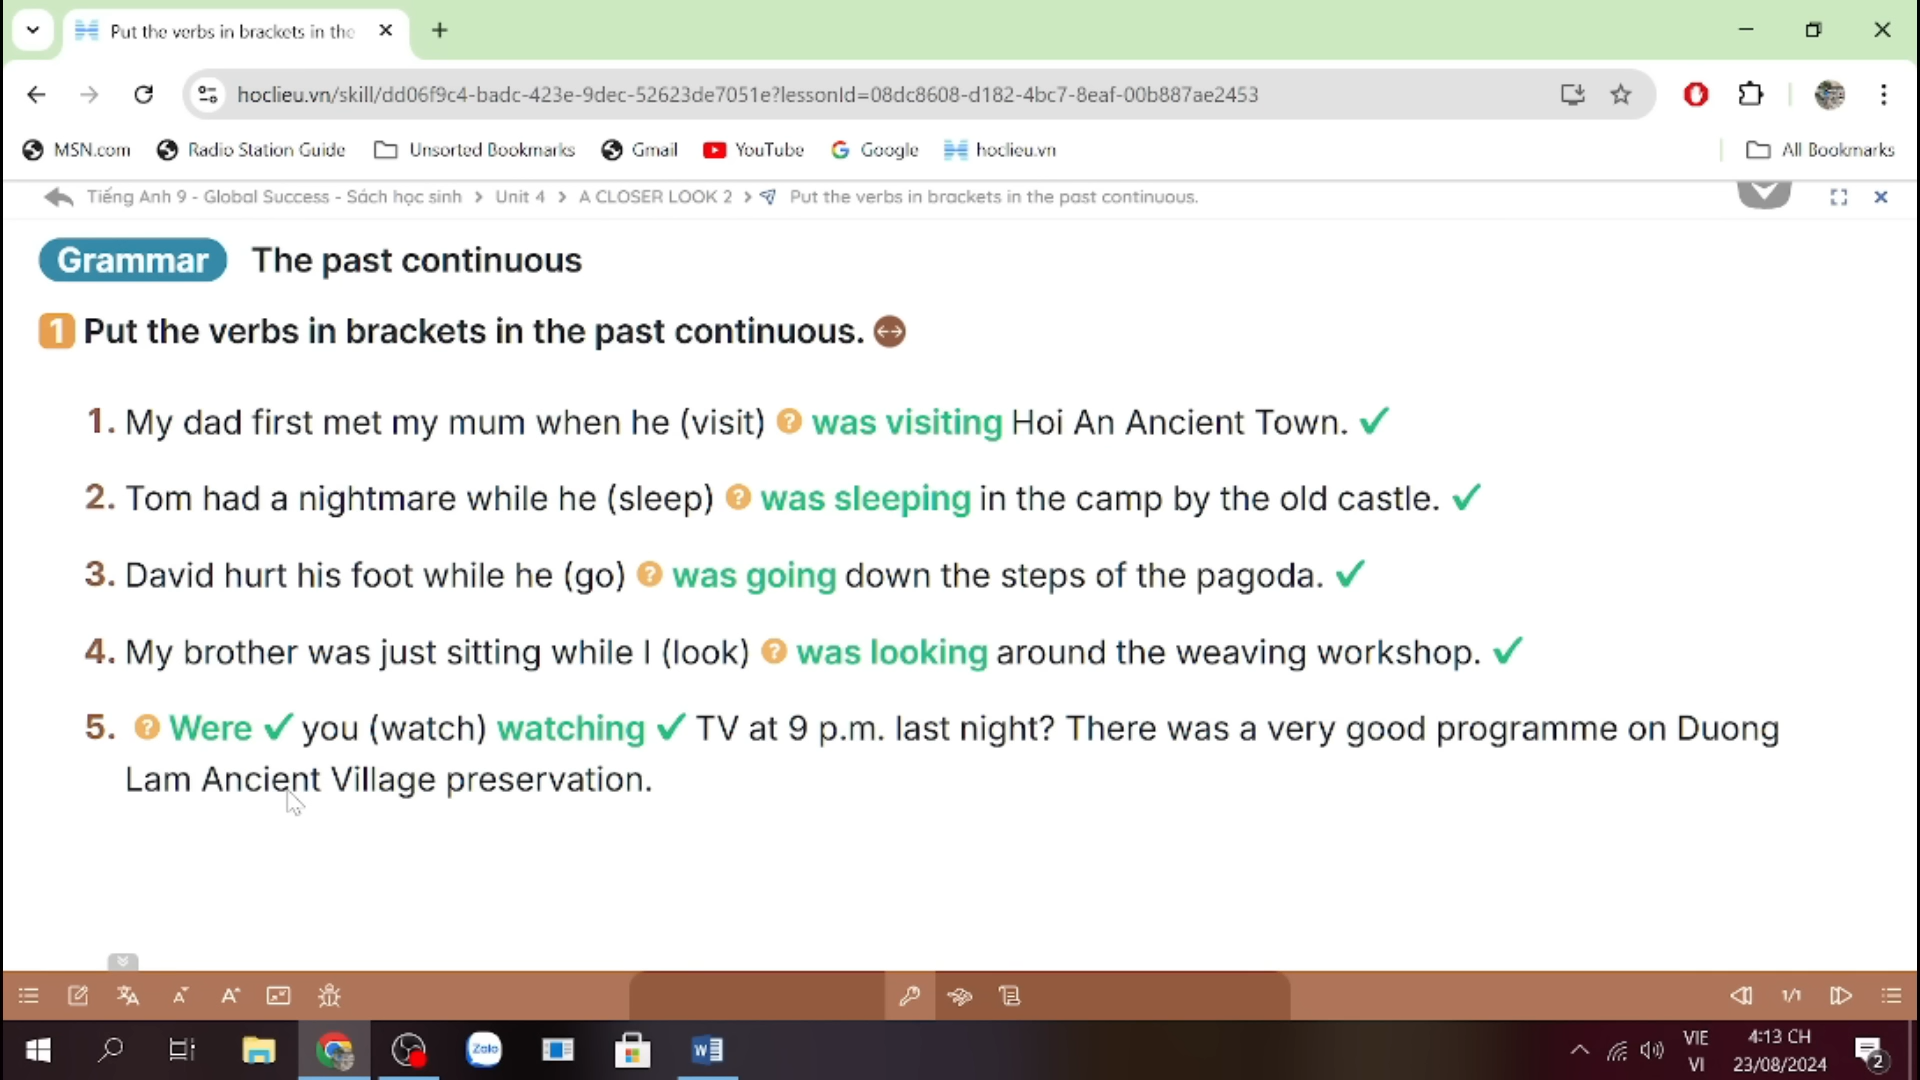 Put the verbs in brackets in the
hoclieu.vn/skill/dd06f9c4-badc-423e-9dec-52623de7051e?lessonId=08dc8608-d182-4bc7-8eaf-00b887ae2453
MSN.com Radio Station Guide Unsorted Bookmarks Gmail YouTube Google hoclieu.vn All Bookmarks
Tiếng Anh 9 - Global Success - Sách học sinh > Unit 4 > A CLOSER LOOK 2 > Put the verbs in brackets in the past continuous.
Grammar The past continuous
1 Put the verbs in brackets in the past continuous.
1. My dad first met my mum when he (visit) ? was visiting Hoi An Ancient Town. ✓
2. Tom had a nightmare while he (sleep) ? was sleeping in the camp by the old castle. ✓
3. David hurt his foot while he (go) ? was going down the steps of the pagoda. ✓
4. My brother was just sitting while I (look) ? was looking around the weaving workshop. ✓
5. ? Were ✓ you (watch) watching ✓ TV at 9 p.m. last night? There was a very good programme on Duong
Lam Ancient Village preservation.
1/1
Zalo
VIE
VI
4:13 CH
23/08/2024
2